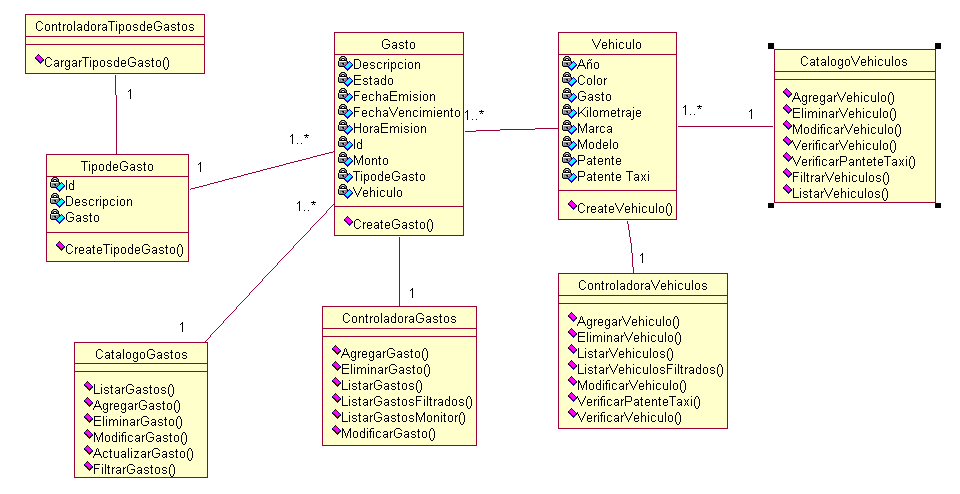 ControladoraTiposdeGastos
CargarTiposdeGasto()
1
TipodeGasto
Id
Descripcion
Gasto
CreateTipodeGasto()
1
1..*
Gasto
Descripcion
Estado
FechaEmision
FechaVencimiento
HoraEmision
Id
Monto
TipodeGasto
Vehiculo
CreateGasto()
1..*
1..*
1
CatalogoGastos
ListarGastos()
AgregarGasto()
EliminarGasto()
ModificarGasto()
ActualizarGasto()
FiltrarGastos()
1
ControladoraGastos
AgregarGasto()
EliminarGasto()
ListarGastos()
ListarGastosFiltrados()
ListarGastosMonitor()
ModificarGasto()
Vehiculo
Año
Color
Gasto
Kilometraje
Marca
Modelo
Patente
Patente Taxi
CreateVehiculo()
1..*
1
CatalogoVehiculos
AgregarVehiculo()
EliminarVehiculo()
ModificarVehiculo()
VerificarVehiculo()
VerificarPanteteTaxi()
FiltrarVehiculos()
ListarVehiculos()
1
ControladoraVehiculos
AgregarVehiculo()
EliminarVehiculo()
ListarVehiculos()
ListarVehiculosFiltrados()
ModificarVehiculo()
VerificarPatenteTaxi()
VerificarVehiculo()